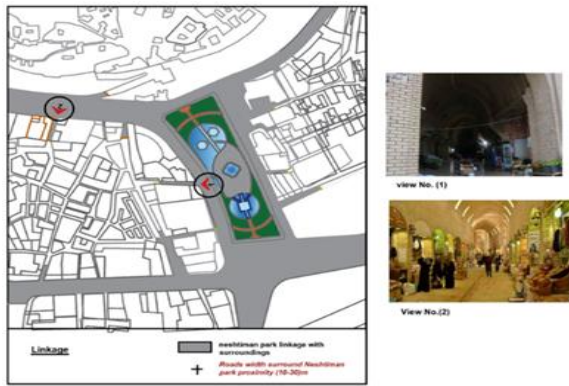 view No. (1)
View No.(2)
Linkage
neshtiman park linkage with
surroundings
Roads width surround Neshtiman
park proximity (10-30)m